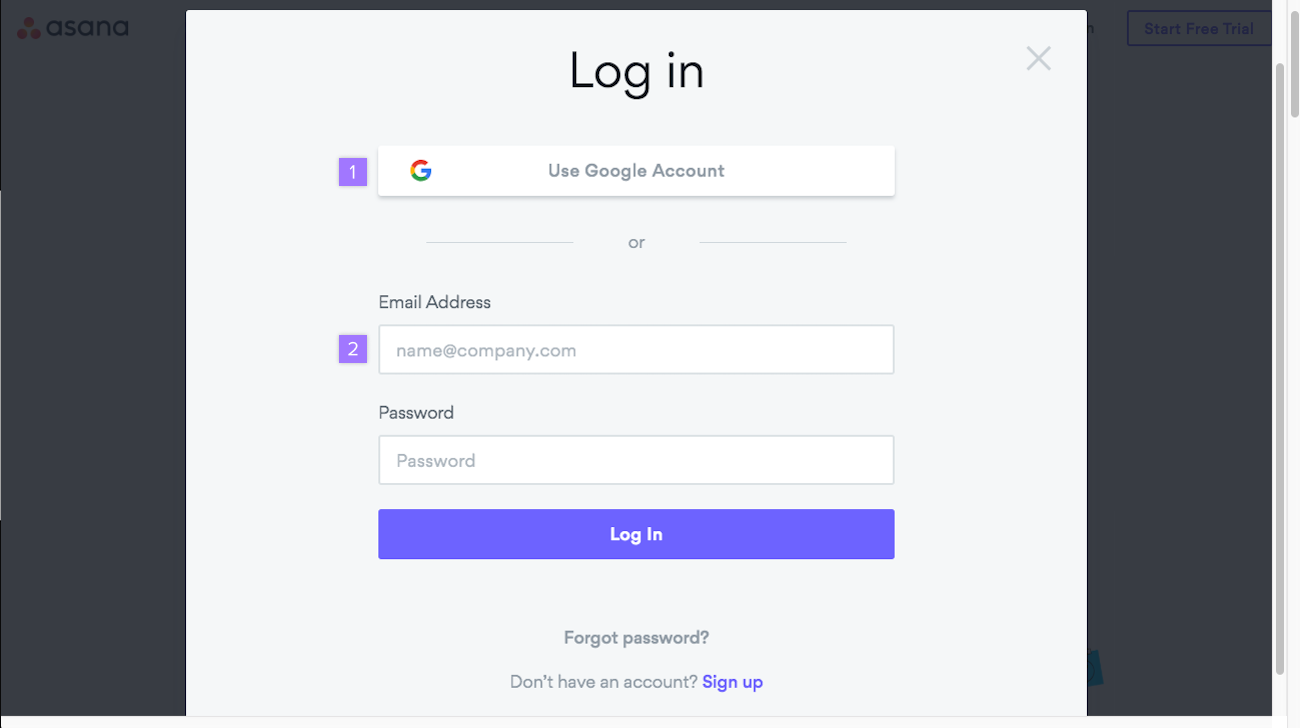 asana
Start Free Trial
Log in
1
Use Google Account
or
Email Address
2
name@company.com
Password
Password
Log In
Forgot password?
Don't have an account? Sign up